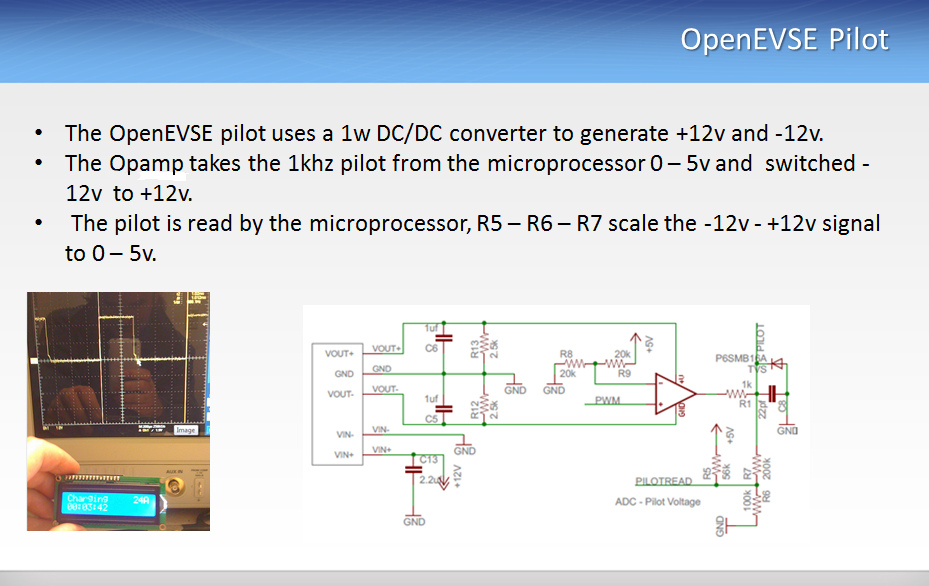 OpenEVSE Pilot
• The OpenEVSE pilot uses a 1w DC/DC converter to generate +12v and -12v.
• The Opamp takes the 1khz pilot from the microprocessor 0 – 5v and switched -
12v to +12v.
• The pilot is read by the microprocessor, R5 – R6 – R7 scale the -12v - +12v signal
to 0 – 5v.
Image
AUX IN
Charging 24A
00:03:42
VOUT+
GND
VOUT-
VIN-
VIN+
VOUT+
GND
VOUT-
VIN-
VIN+
1uf
C6
1uf
C5
R13
2.5k
R12
2.5k
GND
GND
C13
2.2u
+12V
GND
GND
R8
20k
20k
R9
+5V
PWM
+U
GND
PILOT
P6SMB16A
TVS
1k
R1
22pf
C8
GND
+5V
R5
56k
R7
200k
PILOTREAD
ADC - Pilot Voltage
100k
R6
GND